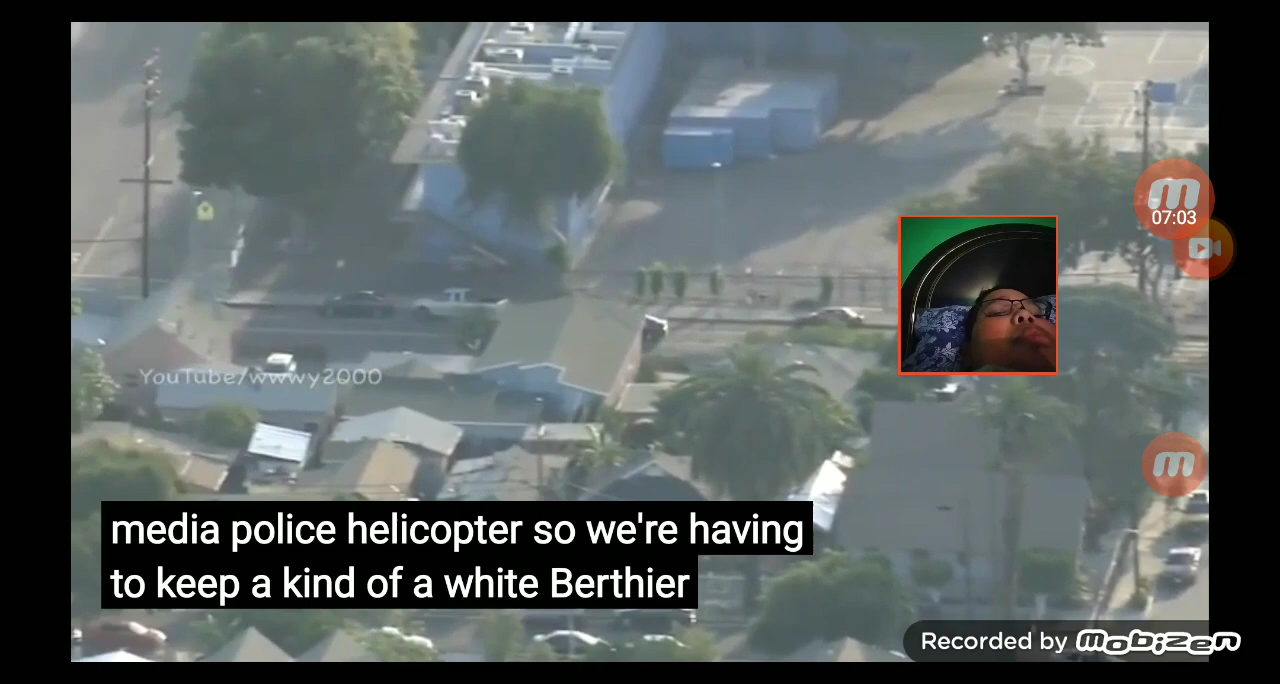 07:03
YouTube/wwwy2000
media police helicopter so we're having
to keep a kind of a white Berthier
Recorded by mobizen